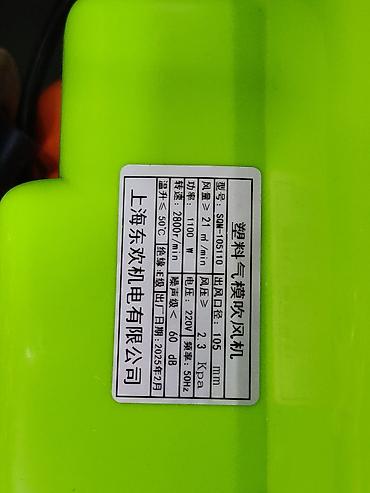 塑料气模吹风机
型号: SQM-105110 出风口径: 105 mm
风量≥ 21 ㎥/min 风压≥ 2.3 Kpa
功率: 1100 W 电压: 220V 频率: 50Hz
转速: 2800r/min 噪声级< 60 dB
温升≤ 50℃ 绝缘:E级 出厂日期:2025年2月
上海东欢机电有限公司